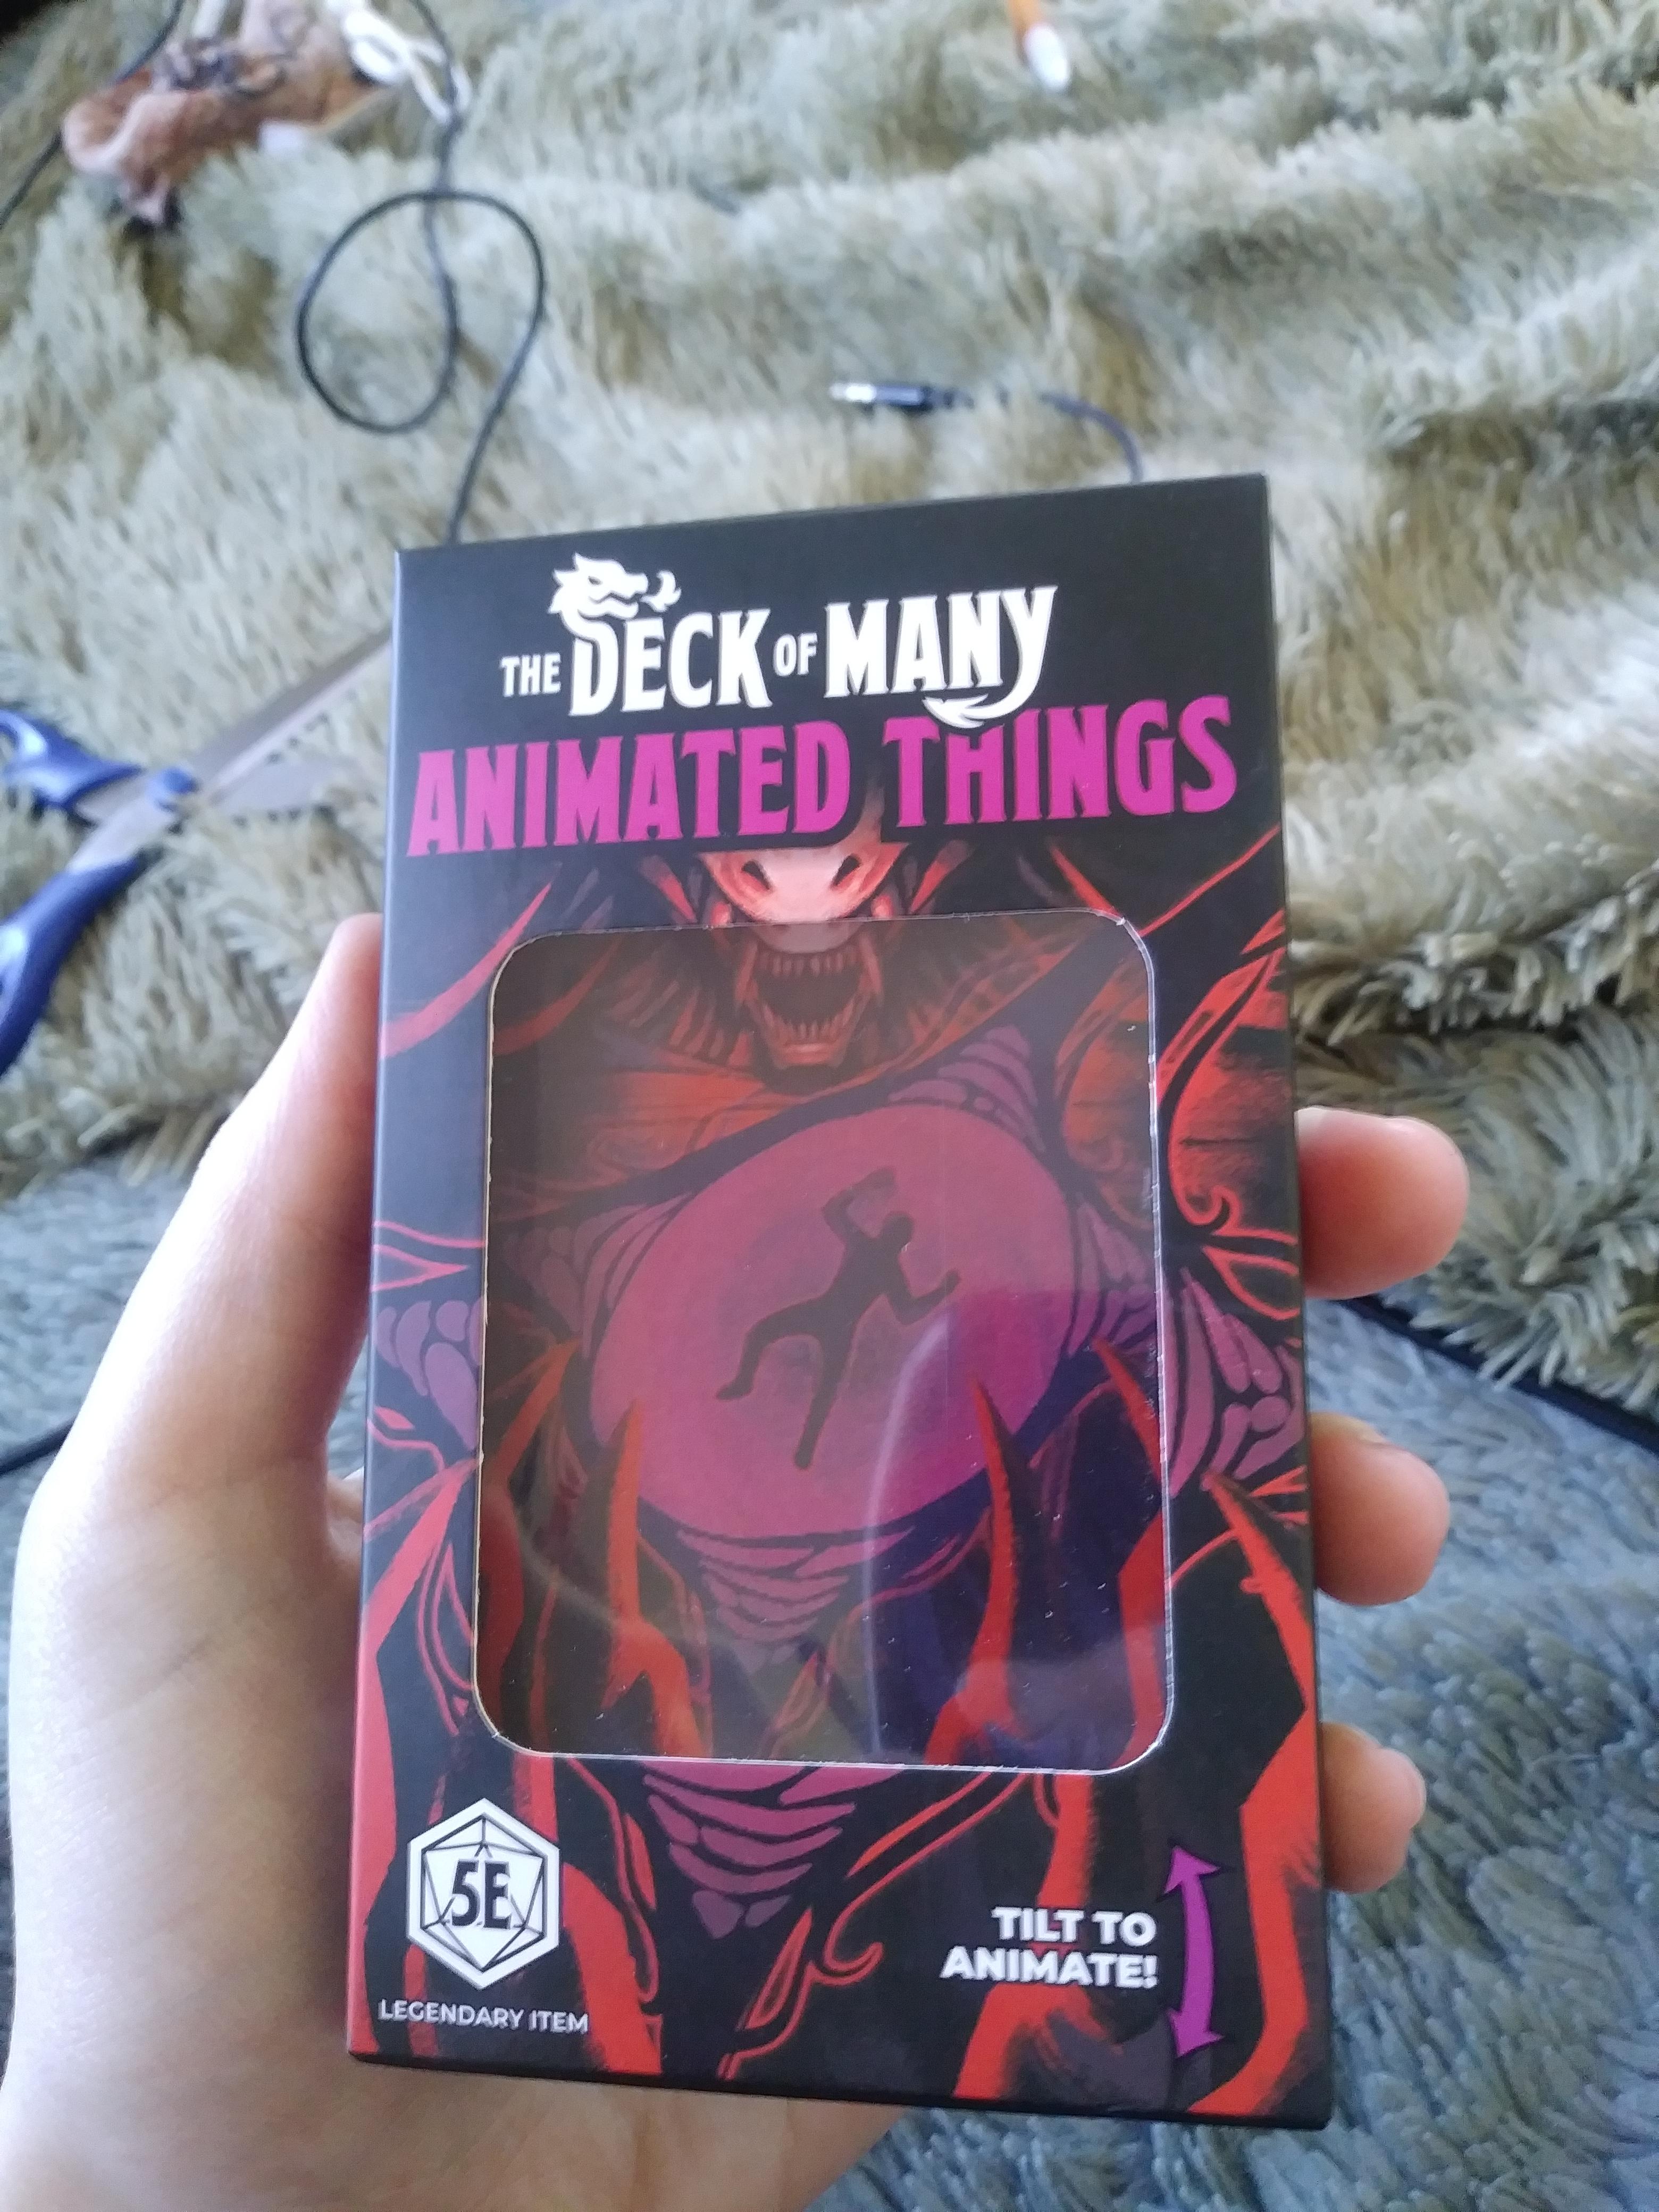 THE DECK OF MANY
ANIMATED THINGS
5E
LEGENDARY ITEM
TILT TO
ANIMATE!